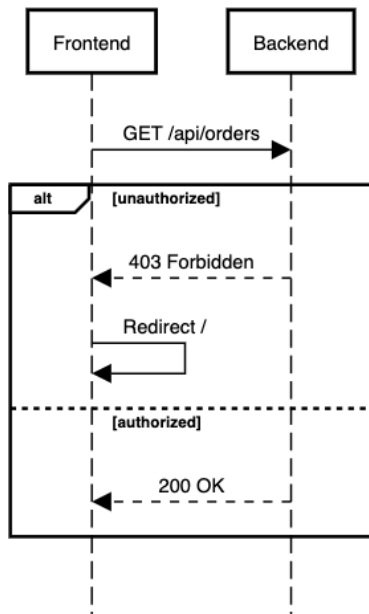 Frontend
Backend
GET /api/orders
alt
[unauthorized]
403 Forbidden
Redirect /
[authorized]
200 OK